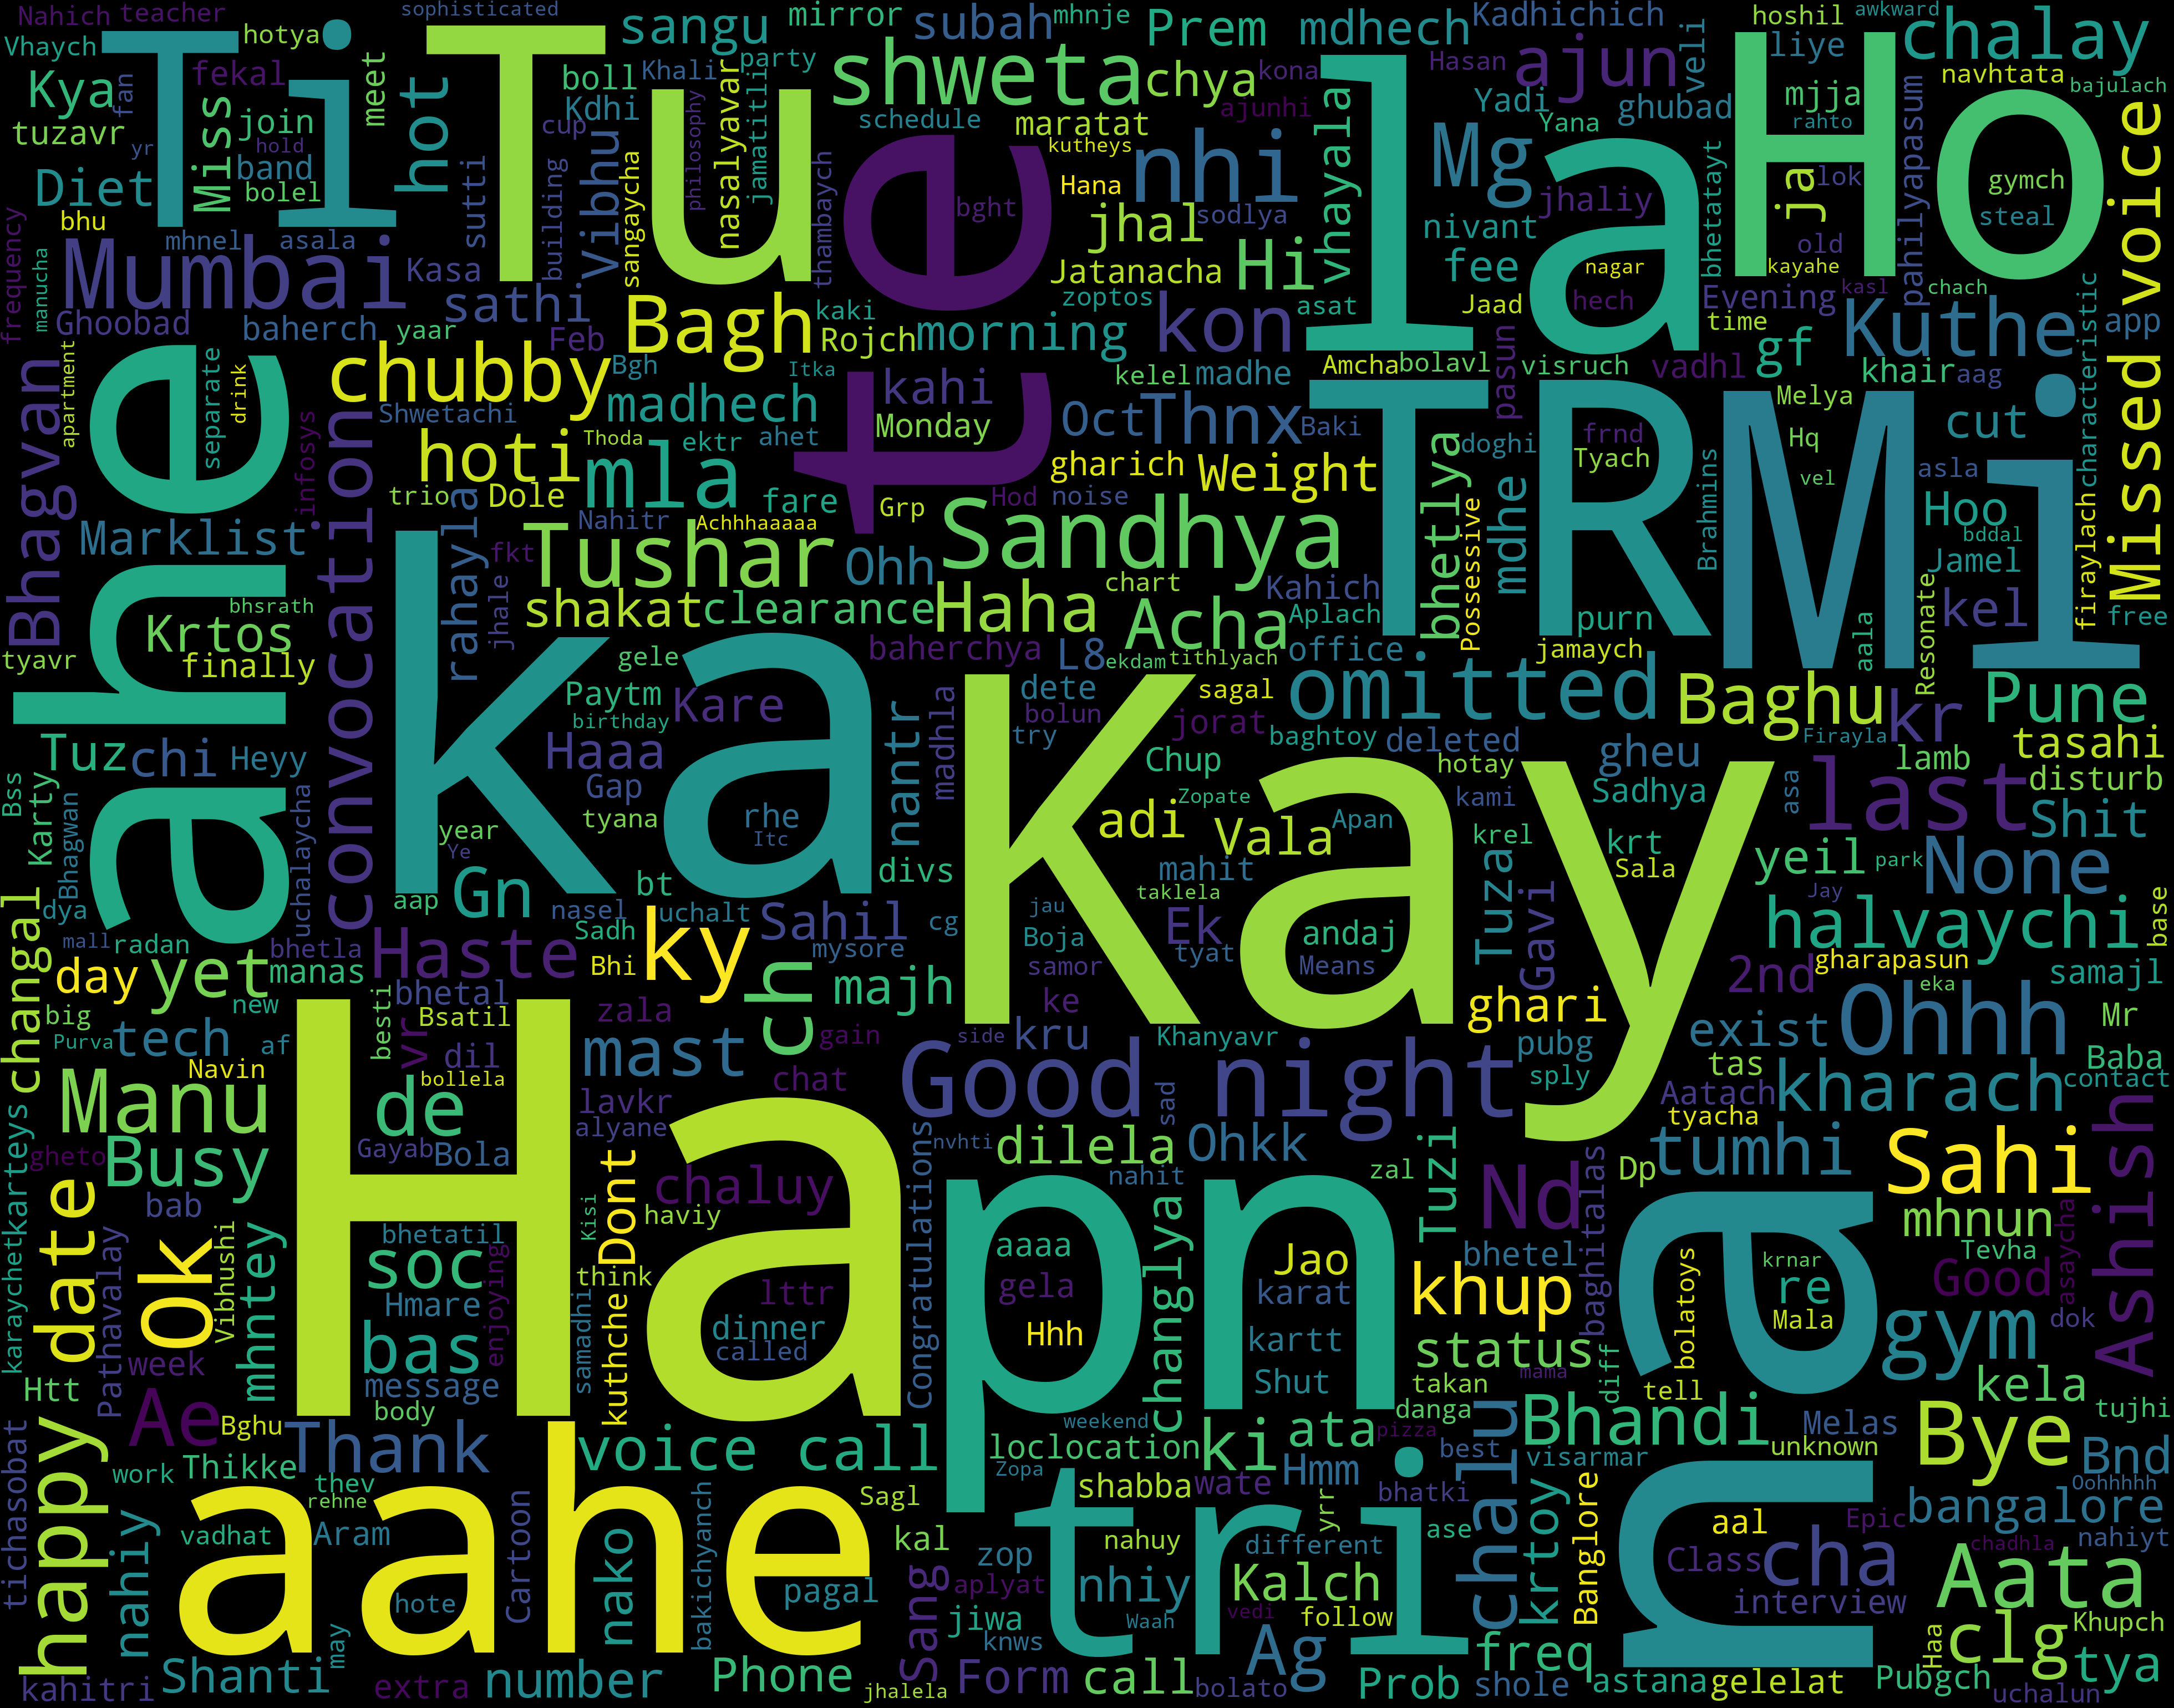 Nahich teacher sophisticated mirror subah mhnje Prem mdhech Kadhichich hoshil awkward
Vhaych hotya Ti Tu sangu shweta chya la Ho chalay
Kya fekal meet hot boll Khali party kona Hasan ajun veli liye navhtata bajulach
fan Miss Kdhi Vibhu cup te schedule maratat ajunhi nhi vhayala Mg Yadi ghubad mjja rahto
tuzavr join band yr hold philosophy jamatitli nasalyavar kutheys Yana ja lok gymch voice
Diet bolel sutti building sangaycha thambaych bght Hana sodlya jhaliy bhetatayt pahilyapasum steal
bhu mhnel asala jhal Hi nivant fee old
frequency manucha Mumbai Kasa sathi Jatanacha zoptos asat Jaad hech nagar kayahe kasl chach
Ghoobad baherch yaar Feb Bagh kaki Rojch morning kon Evening time Kuthe app characteristic
Bhagvan apartment separate drink chubby Bgh Itka kahi kelel madhe Amcha bolavl visruch pasun vadhl gf khair aag Missed
ahe infosys convocation Shwetachi madhech Monday Oct Thnx Baki TR Mi Melya cut
hoti mla Thoda ektr ahet gharich Weight doghi frnd Tyach Hq vel asla
trio Dole fare Grp Hod noise bhetlya mdhe Possessive Brahmins Hoo bddal
Marklist rahayla Nahitr Achhhaaaaa Tushar Ohh Sandhya chart Kahich Jamel firaylach
bhsrath Krtos jhale fkt shakat clearance Haha Acha Aplach purn aala Resonate kel free
tyavr finally ka gele baherchya L8 ekdam tithlyach office jamaych
Paytm Kare dete sagal omitted Baghu kr Pune
Tuz chi Heyy birthday Haaa nantr madhla bolun try jorat baghtoy deleted Firayla tasahi
Bss Karty Bhagwan uchalaycha Gap tyana rhe Kay Chup Zopate hotay gheu Sadhya asa lamb last disturb
year Ye Itc adi Vala Apan kami krel krt Sala Shit
changal dya aap Gn bt divs mahit taklela Tuza yeil park None
mall radan bhetla nasel uchalt Sadh Sahil cg jau Boja Ek andaj Gavi Jay halvaychi base
day yet manas Haste Bhi ky mysore ch majh samor tyat Means 2nd gharapasun eka samajl
big new bhetal Bsatil zala gain side ke Khanyavr ghari exist Ohhh Mr
Purva tech af besti vr dil mast chat Good night kru pubg sply tas Baba
Navin bollela lavkr sad Aatach kharach contact
Manu de alyane Ha Congratulations nvhti dilela Ohkk tyacha
karteys gheto Busy Gayab Bola Dont chaluy nahit zal Tuzi Nd Dp tumhi Sahi Ashish
karaychet date bab Ok Vibhushi mhntey bhetatil soc Kisi haviy pn aaaa changlya Jao bhetel baghitalas na mhnun
Pathavalay Hmare enjoying samadhi think lttr gela karat khup krnar re Tevha asaycha
bas kuthche dinner called Hhh kartt bolatoys Mala Good dok
week Htt Ae message Shut status diff mama gym
tichasobat happy Bghu body takan danga tell kela tujhi
Thank voice call weekend loclocation ki ata pizza best Bhandi Melas Bye Bnd
work Thikke thev rehne Zopa shabba wate Hmm bhatki visarmar unknown
nahiy vadhat Aram Cartoon aahe Sagl kal nahuy tri yrr ase chalu aal Epic bangalore Oohhhhh
nako bakichyanch pagal zop different Banglore Class cha chadhla nahiyt
hote aplyat nhiy Kalch krtoy interview Aata
jiwa Sang Waah vedi follow Haa Khupch
may knws Ag freq clg
kahitri Shanti extra number Phone jhalela Form call bolato Prob shole astana gelelat Pubgch uchalun tya